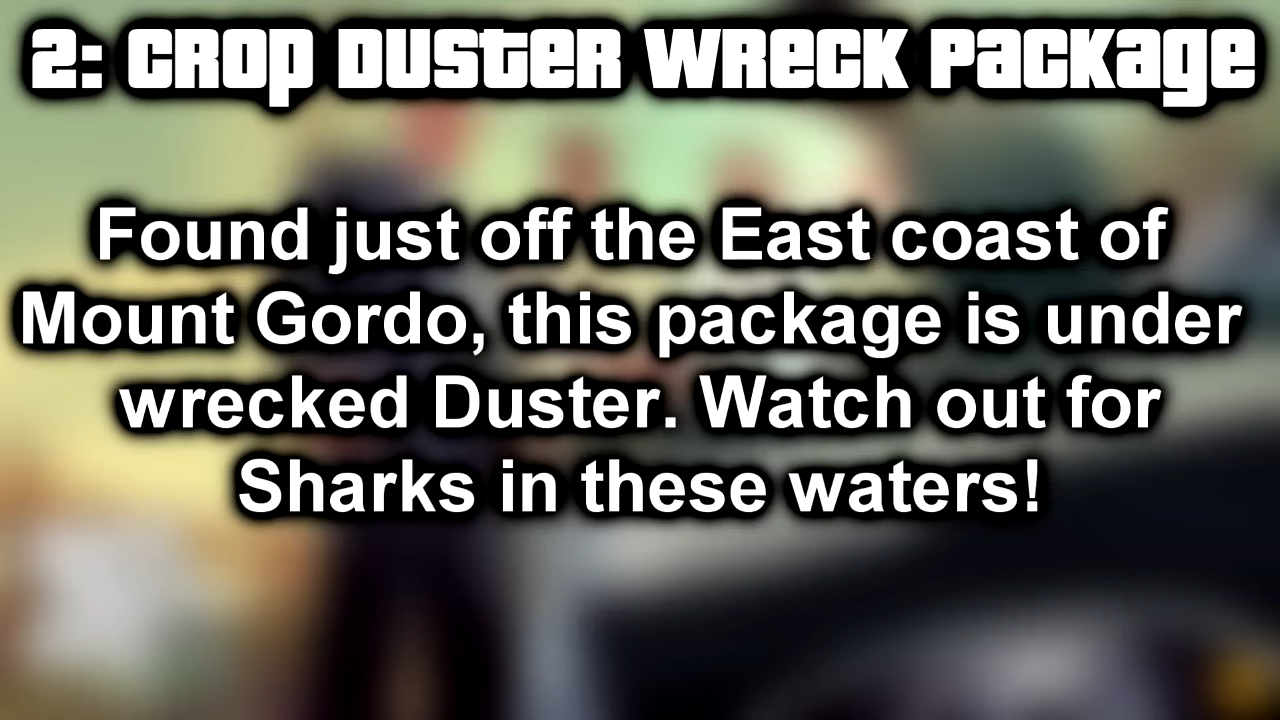 2: Crop Duster Wreck Package
Found just off the East coast of
Mount Gordo, this package is under
wrecked Duster. Watch out for
Sharks in these waters!